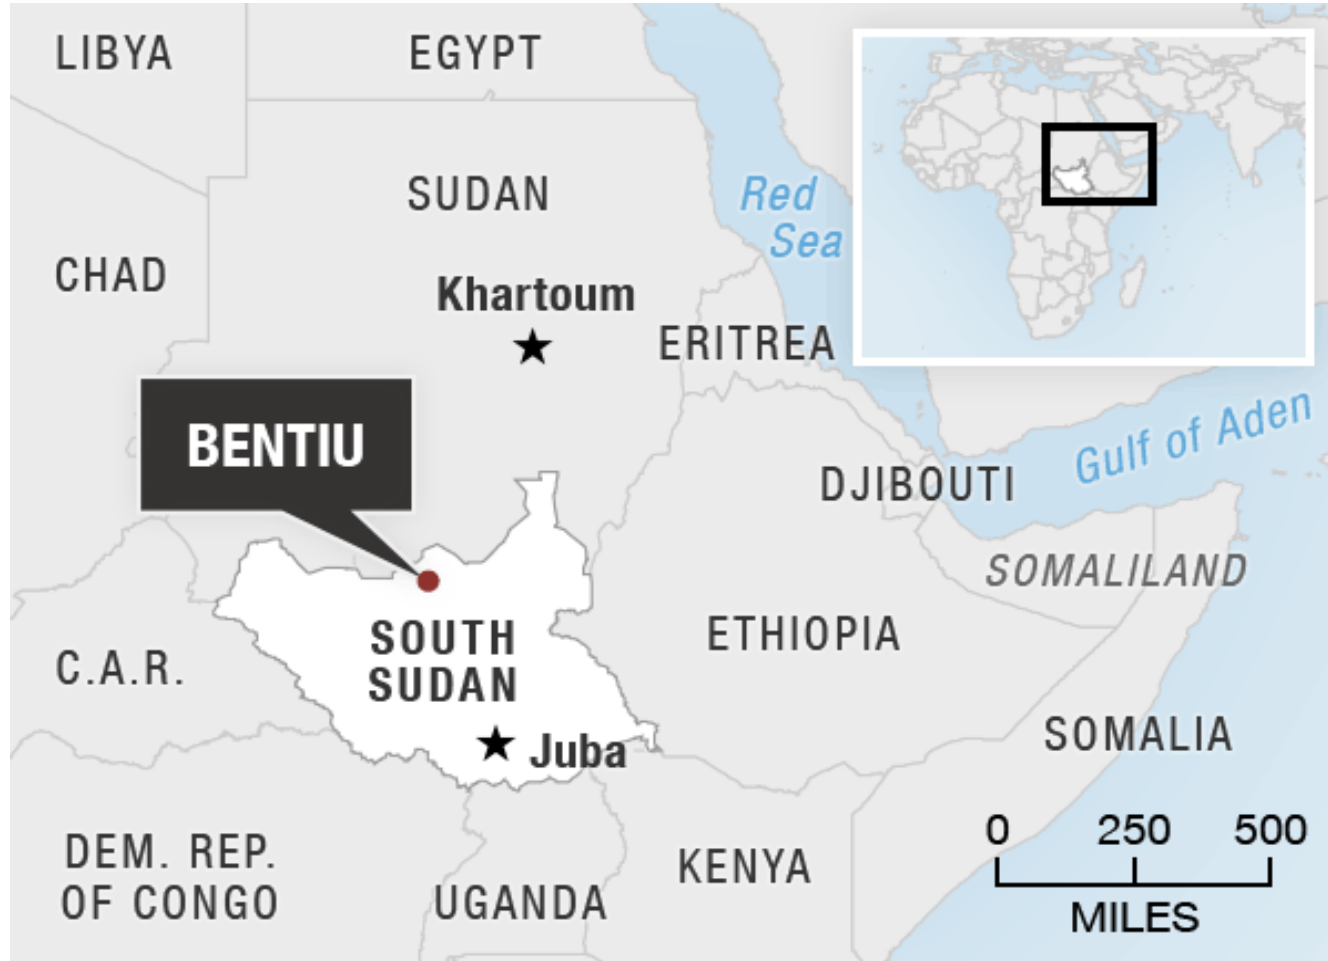 LIBYA
EGYPT
SUDAN
Red
Sea
CHAD
Khartoum
ERITREA
BENTIU
Gulf of Aden
DJIBOUTI
SOMALILAND
SOUTH
SUDAN
ETHIOPIA
C.A.R.
Juba
SOMALIA
DEM. REP.
OF CONGO
UGANDA
KENYA
0 250 500
MILES